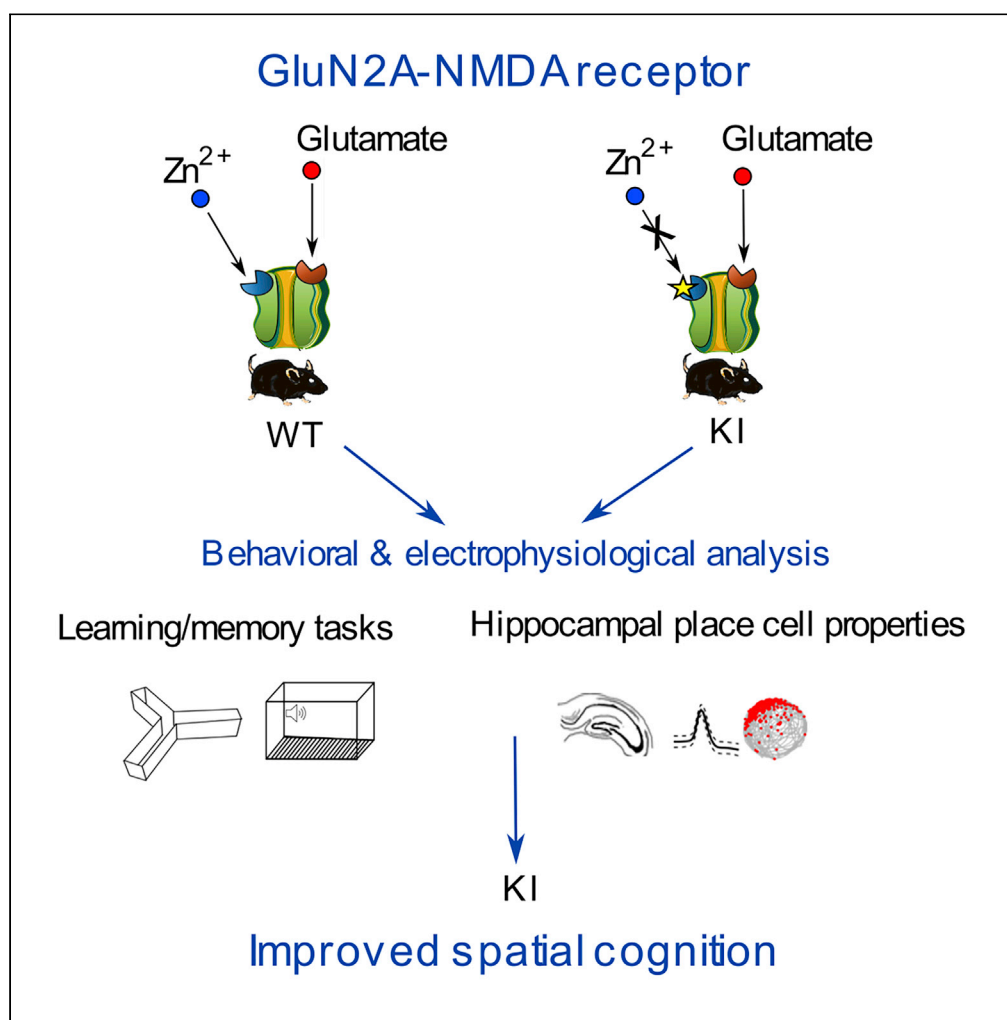 GluN2A-NMDA receptor
Zn2+
Glutamate
Zn2+
Glutamate
WT
KI
Behavioral & electrophysiological analysis
Learning/memory tasks
Hippocampal place cell properties
KI
Improved spatial cognition